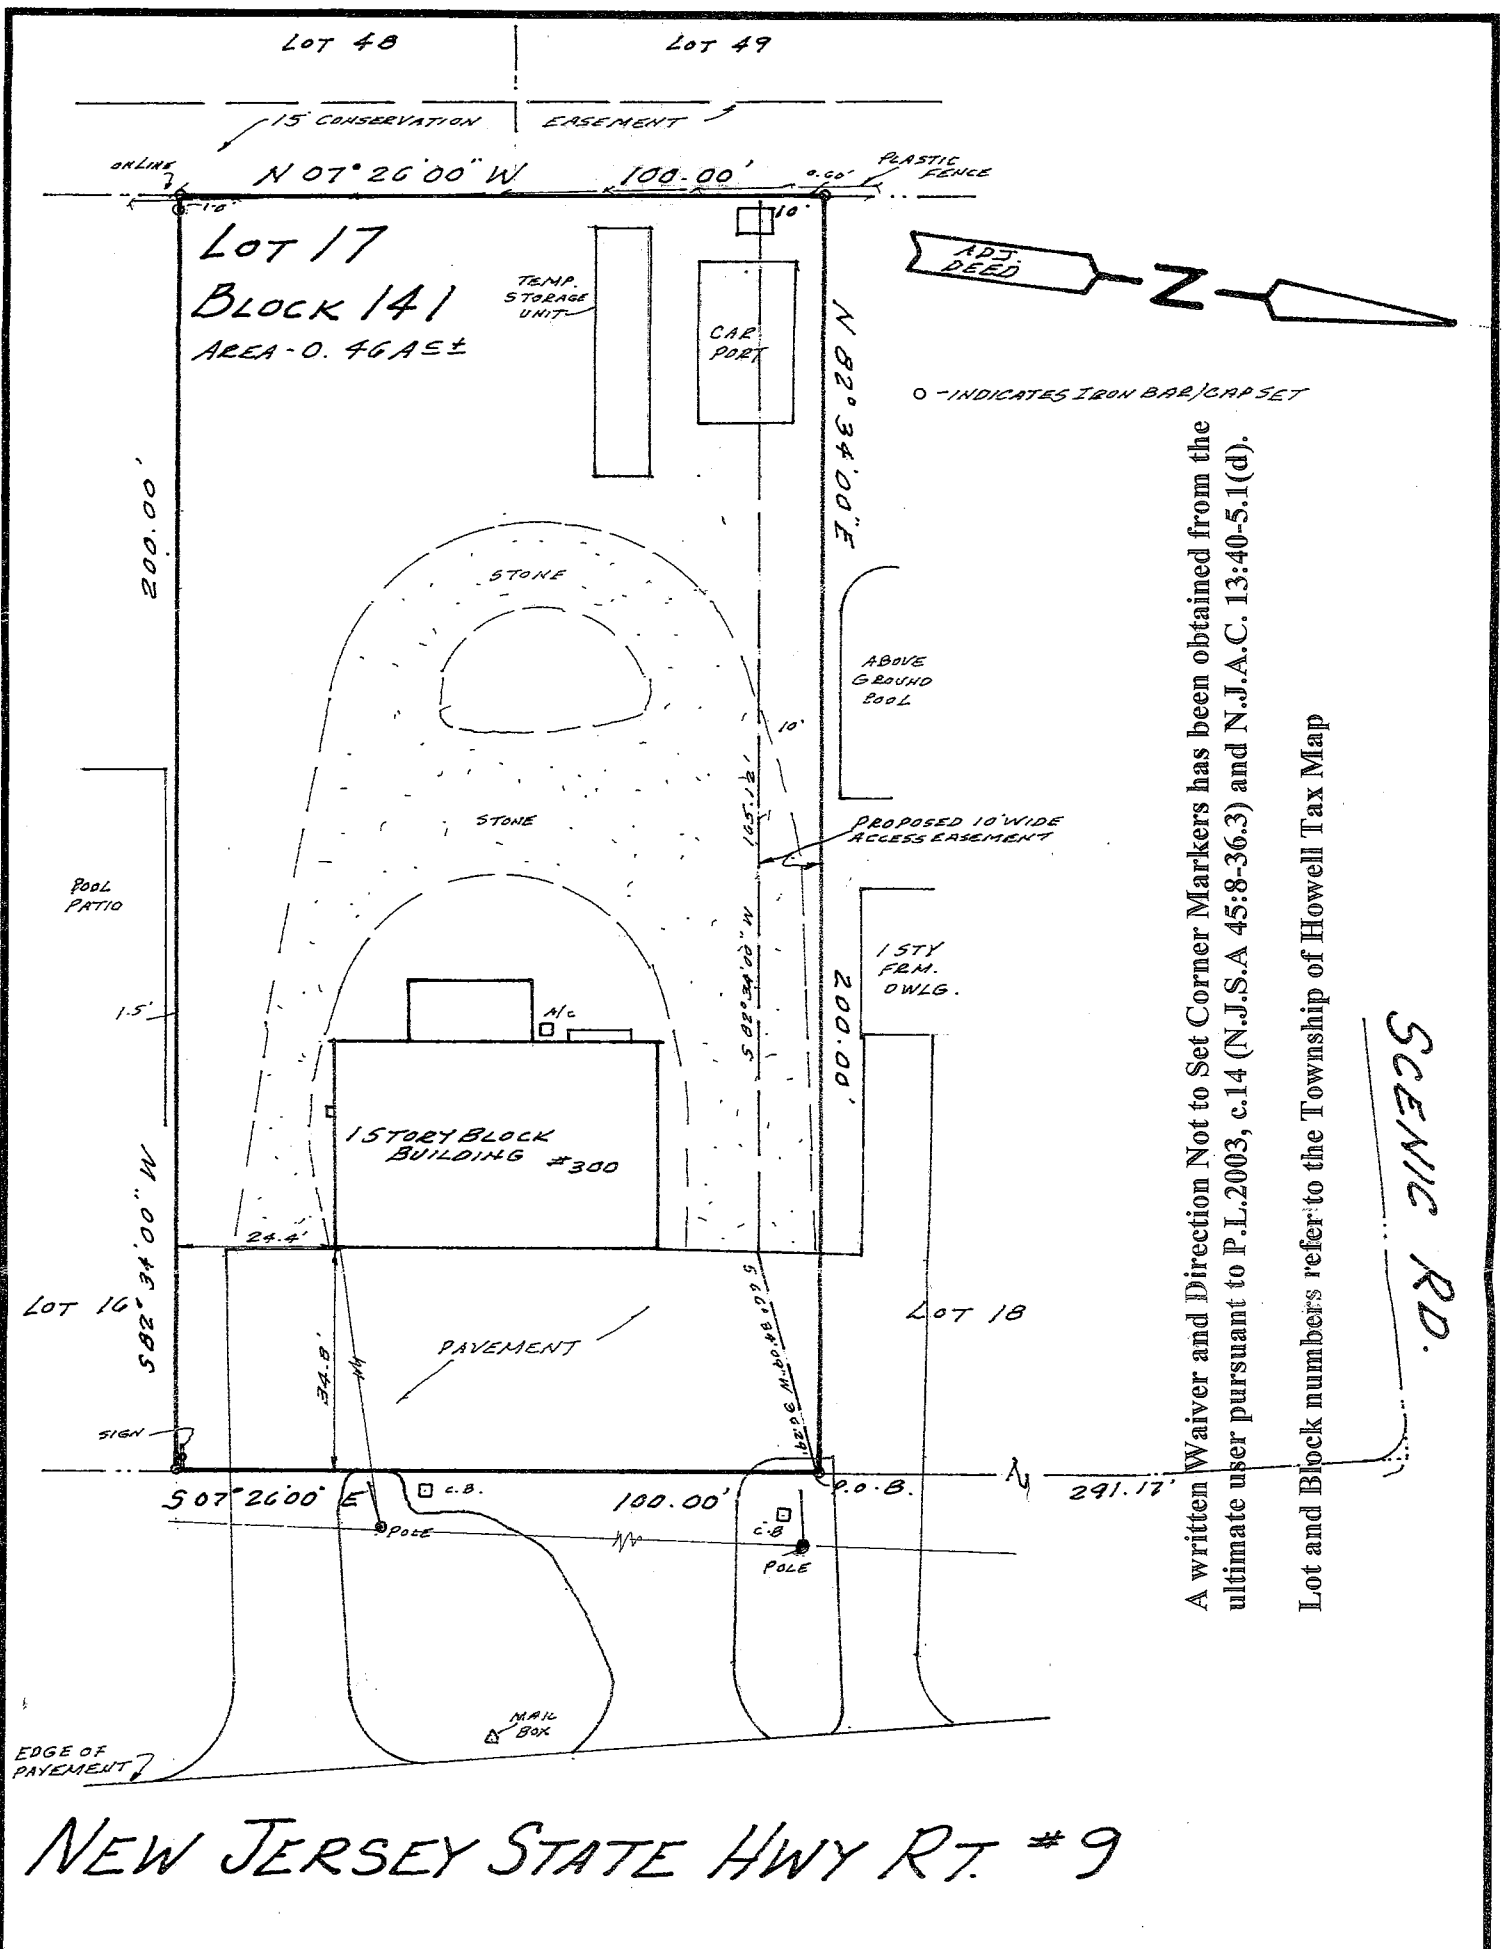 LOT 48
LOT 49
15' CONSERVATION EASEMENT
ON LINE
N 07° 26' 00" W 100.00'
0.60'
PLASTIC
FENCE
1.0'
10'
LOT 17
BLOCK 141
AREA - 0.46 AC±
TEMP.
STORAGE
UNIT
CAR
PORT
ADJ.
DEED
N
O - INDICATES IRON BAR/CAP SET
N 82° 34' 00" E
200.00'
200.00'
S 82° 34' 00" W
STONE
ABOVE
GROUND
POOL
10'
165.12'
S 82° 34' 00" W
STONE
PROPOSED 10' WIDE
ACCESS EASEMENT
POOL
PATIO
1 STY
FRM.
DWLG.
1.5'
A/C
1 STORY BLOCK
BUILDING #300
24.4'
LOT 16
LOT 18
34.8'
PAVEMENT
36.29'
SIGN
S 07° 26' 00" E 100.00'
C.B.
P.O.B.
291.17'
POLE
C.B
POLE
MAIL
BOX
EDGE OF
PAVEMENT
NEW JERSEY STATE HWY RT. #9
SCENIC RD.
A written Waiver and Direction Not to Set Corner Markers has been obtained from the
ultimate user pursuant to P.L.2003, c.14 (N.J.S.A 45:8-36.3) and N.J.A.C. 13:40-5.1(d).
Lot and Block numbers refer to the Township of Howell Tax Map